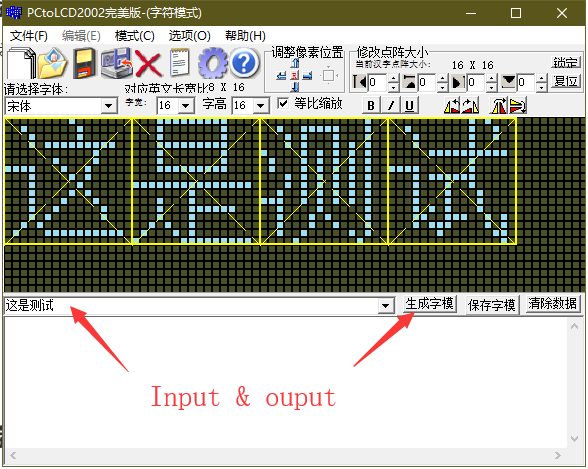 PCtoLCD2002完美版-(字符模式)
文件(F) 编辑(E) 模式(C) 选项(O) 帮助(H)
调整像素位置 修改点阵大小
当前汉字点阵大小: 16 X 16 锁定
0 0 0 0 复位
请选择字体: 对应英文长宽比8 X 16
宋体 字宽: 16 字高 16 等比缩放 B I U
这是测试
这是测试 生成字模 保存字模 清除数据
Input & ouput